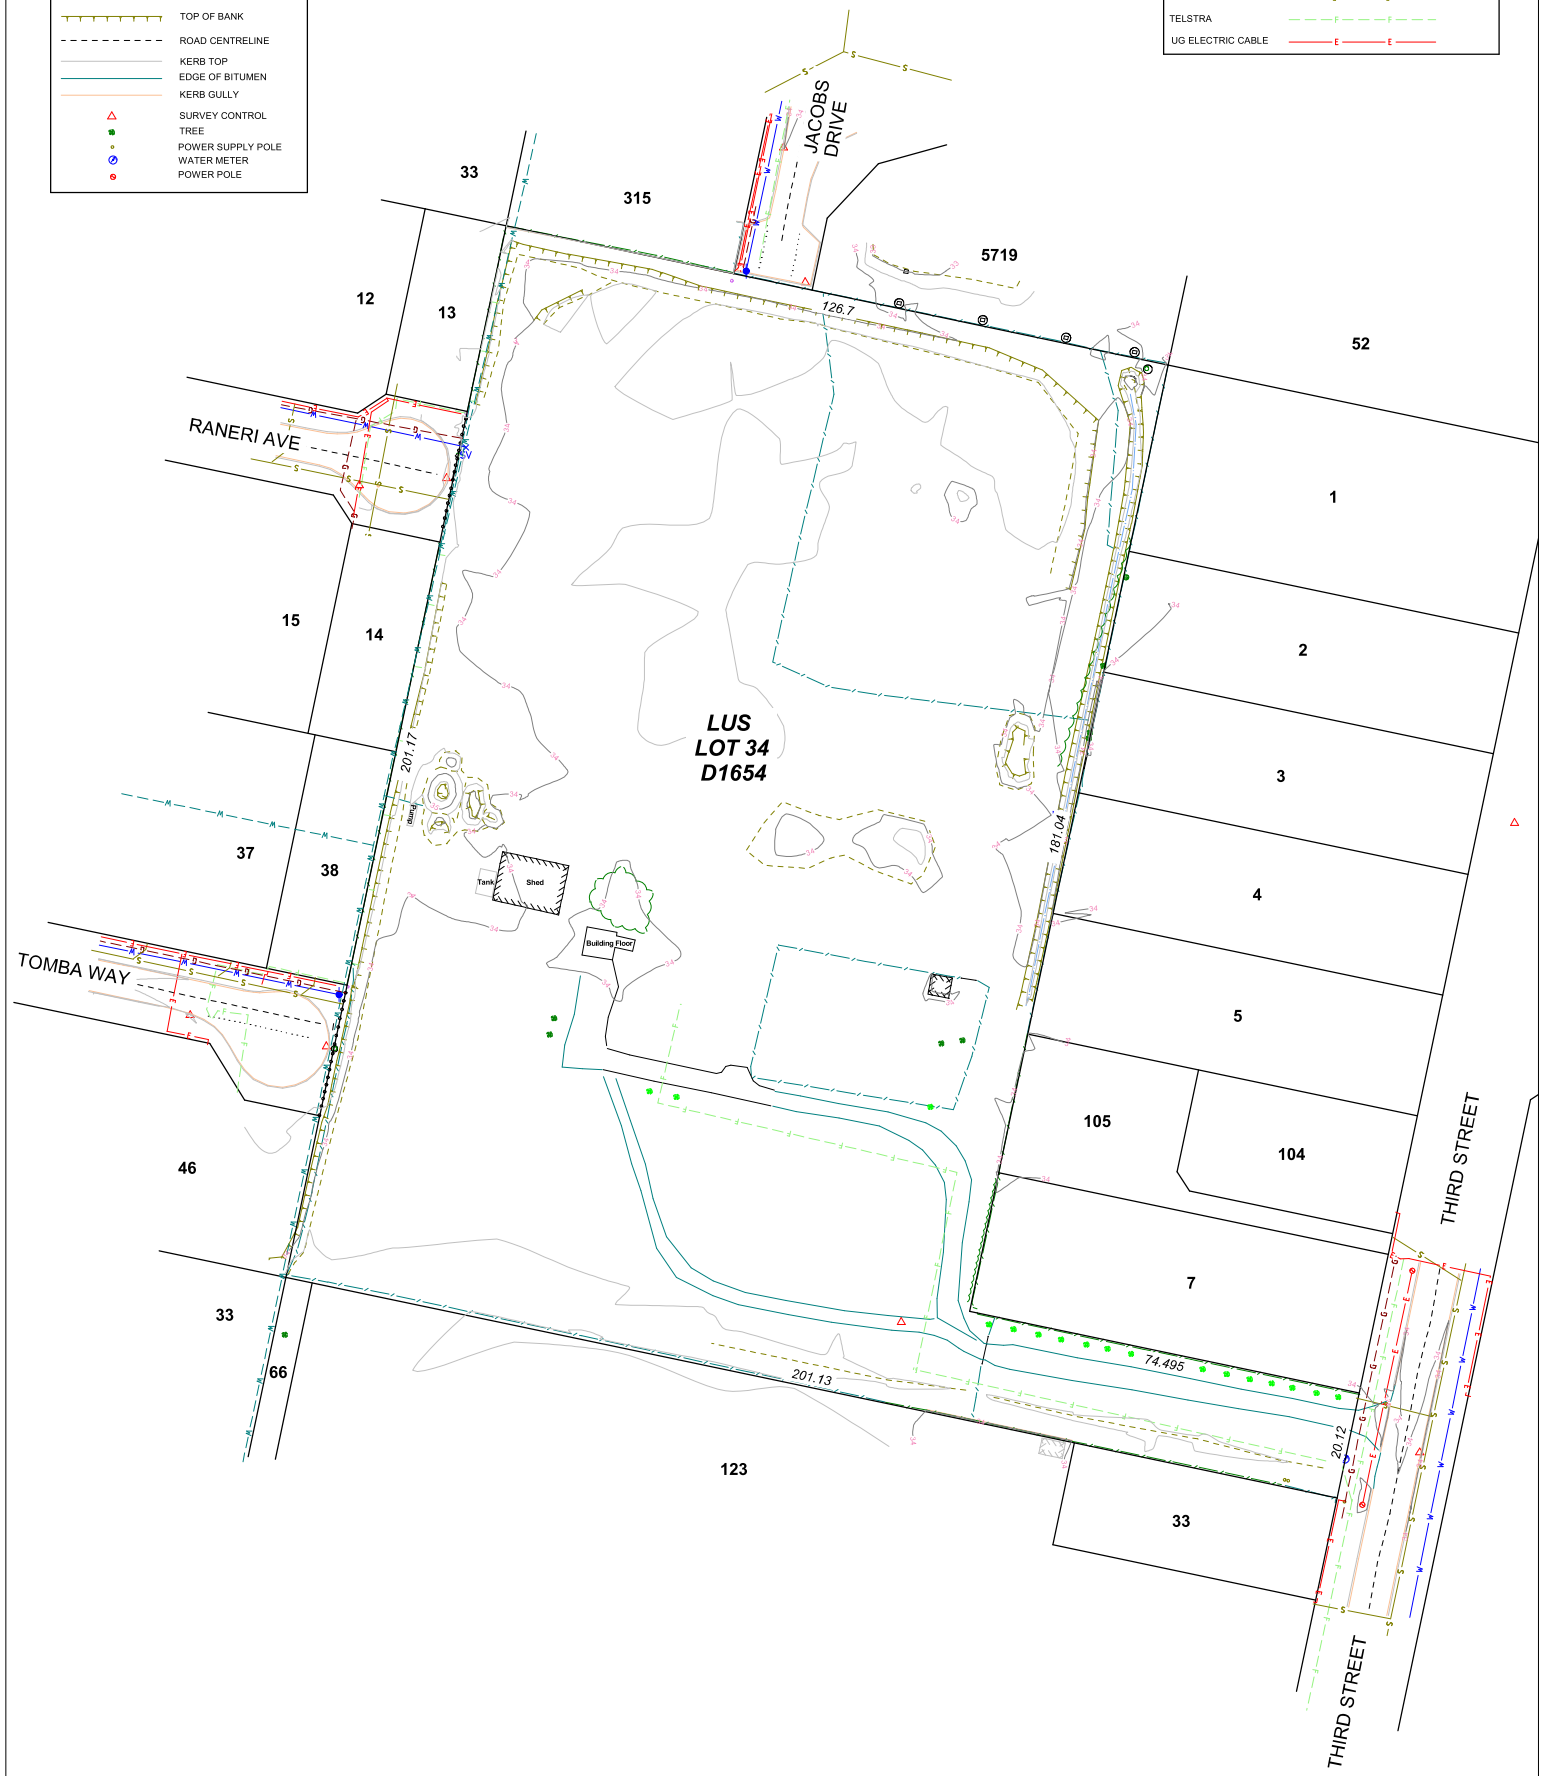 TOP OF BANK
ROAD CENTRELINE
KERB TOP
EDGE OF BITUMEN
KERB GULLY
SURVEY CONTROL
TREE
POWER SUPPLY POLE
WATER METER
POWER POLE
TELSTRA
UG ELECTRIC CABLE
JACOBS
DRIVE
33
315
5719
12
13
126.7
52
RANERI AVE
1
15
14
2
LUS
LOT 34
D1654
201.17
3
Pump
181.04
37
38
Tank
Shed
4
Building Floor
TOMBA WAY
5
105
104
THIRD STREET
46
7
33
66
201.13
74.495
20.12
123
33
THIRD STREET